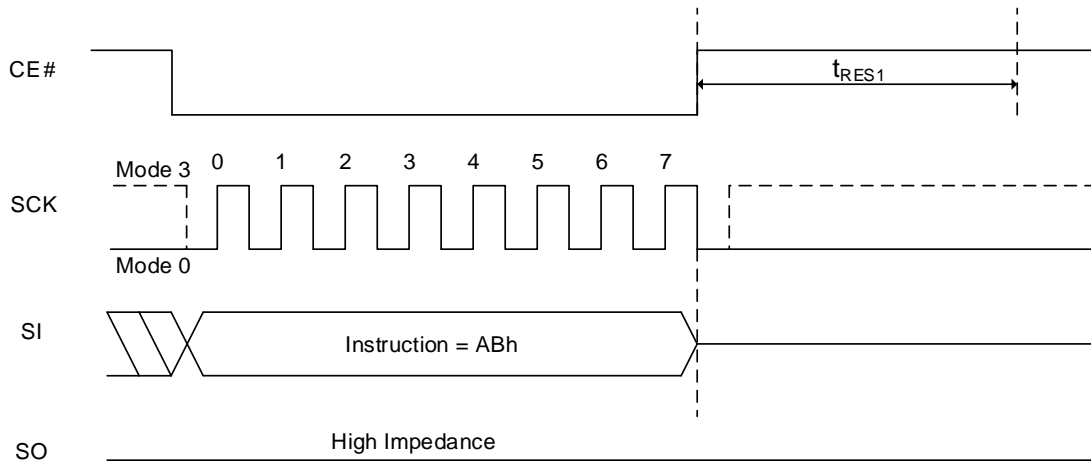 CE#
tRES1
Mode 3
0 1 2 3 4 5 6 7
SCK
Mode 0
SI
Instruction = ABh
High Impedance
SO